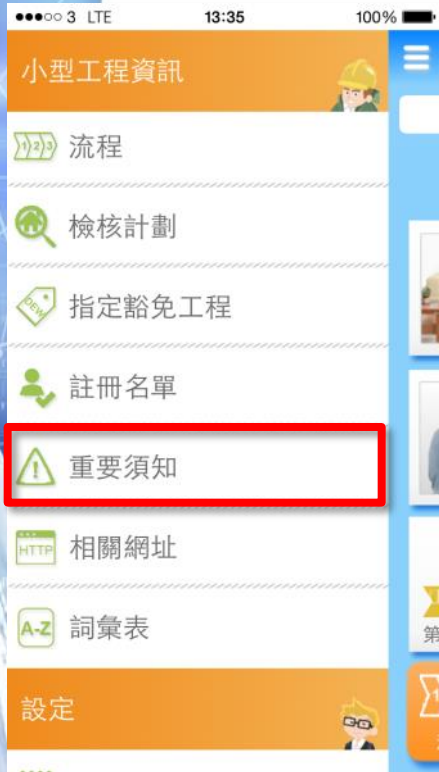 3 LTE 13:35 100%
小型工程資訊
1 2 3 流程
檢核計劃
DEW 指定豁免工程
註冊名單
重要須知
HTTP 相關網址
A-Z 詞彙表
設定
第